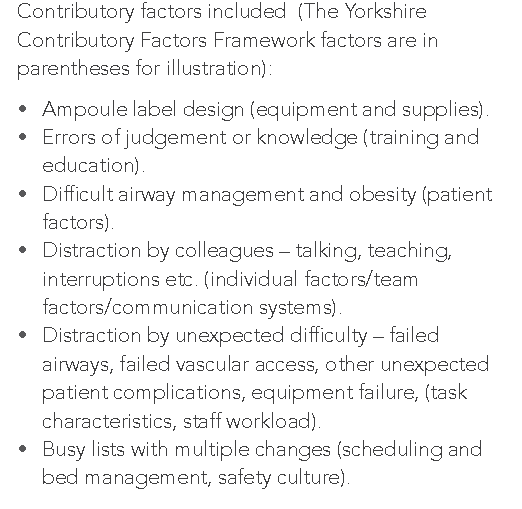 Contributory factors included  (The Yorkshire
Contributory Factors Framework factors are in
parentheses for illustration):
• Ampoule label design (equipment and supplies).
• Errors of judgement or knowledge (training and
education).
• Difficult airway management and obesity (patient
factors).
• Distraction by colleagues – talking, teaching,
interruptions etc. (individual factors/team
factors/communication systems).
• Distraction by unexpected difficulty – failed
airways, failed vascular access, other unexpected
patient complications, equipment failure, (task
characteristics, staff workload).
• Busy lists with multiple changes (scheduling and
bed management, safety culture).